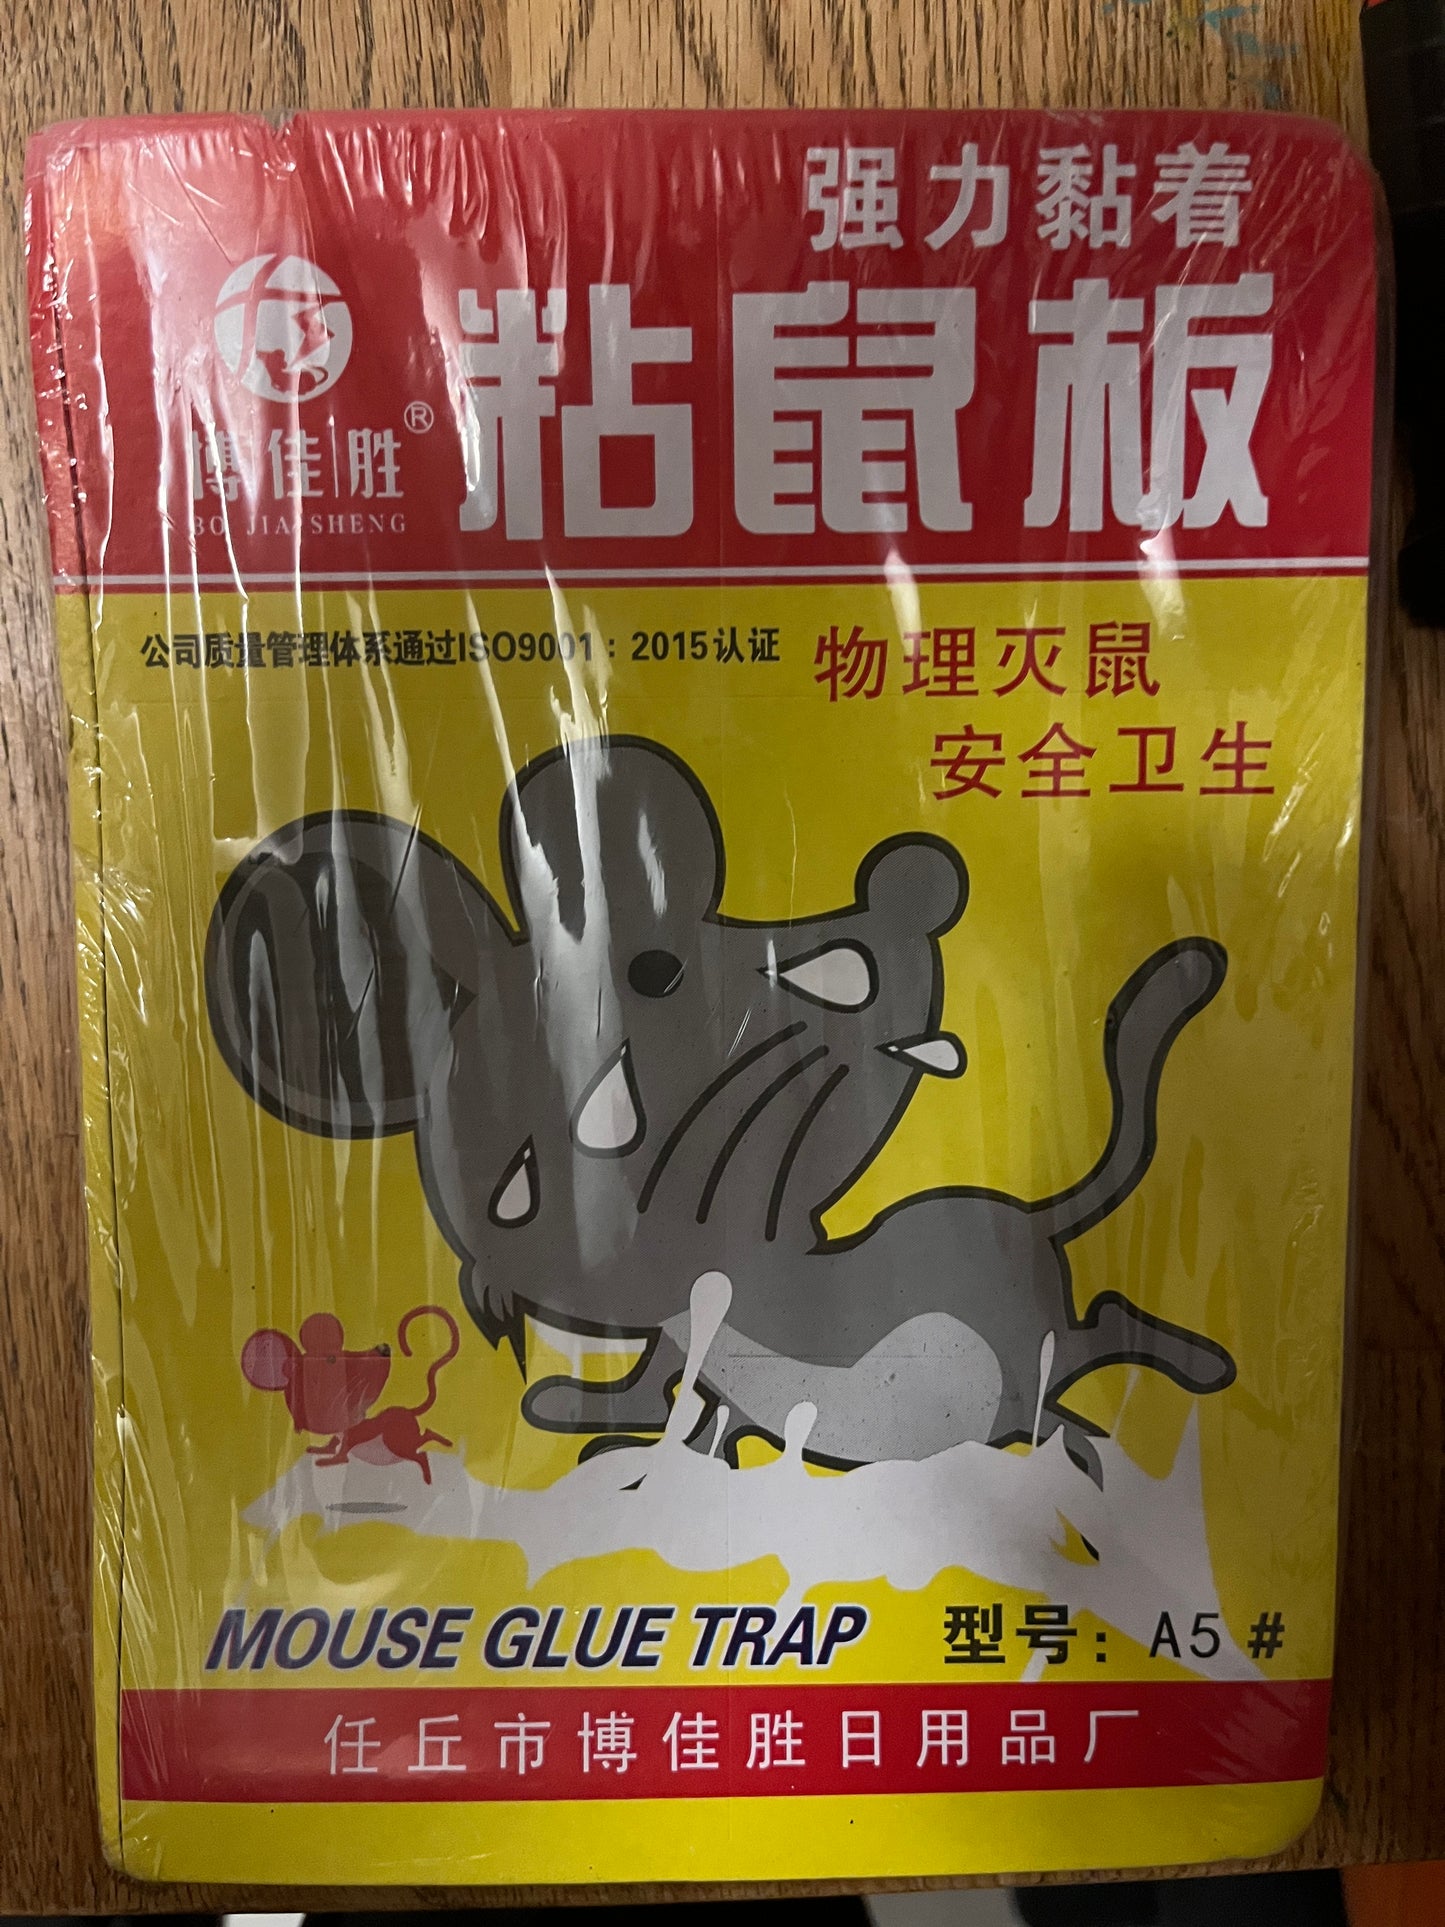 强力黏着
粘鼠板
®
博佳胜
BO JIA SHENG
公司质量管理体系通过ISO9001：2015认证
物理灭鼠
安全卫生
MOUSE GLUE TRAP
型号：A5#
任丘市博佳胜日用品厂